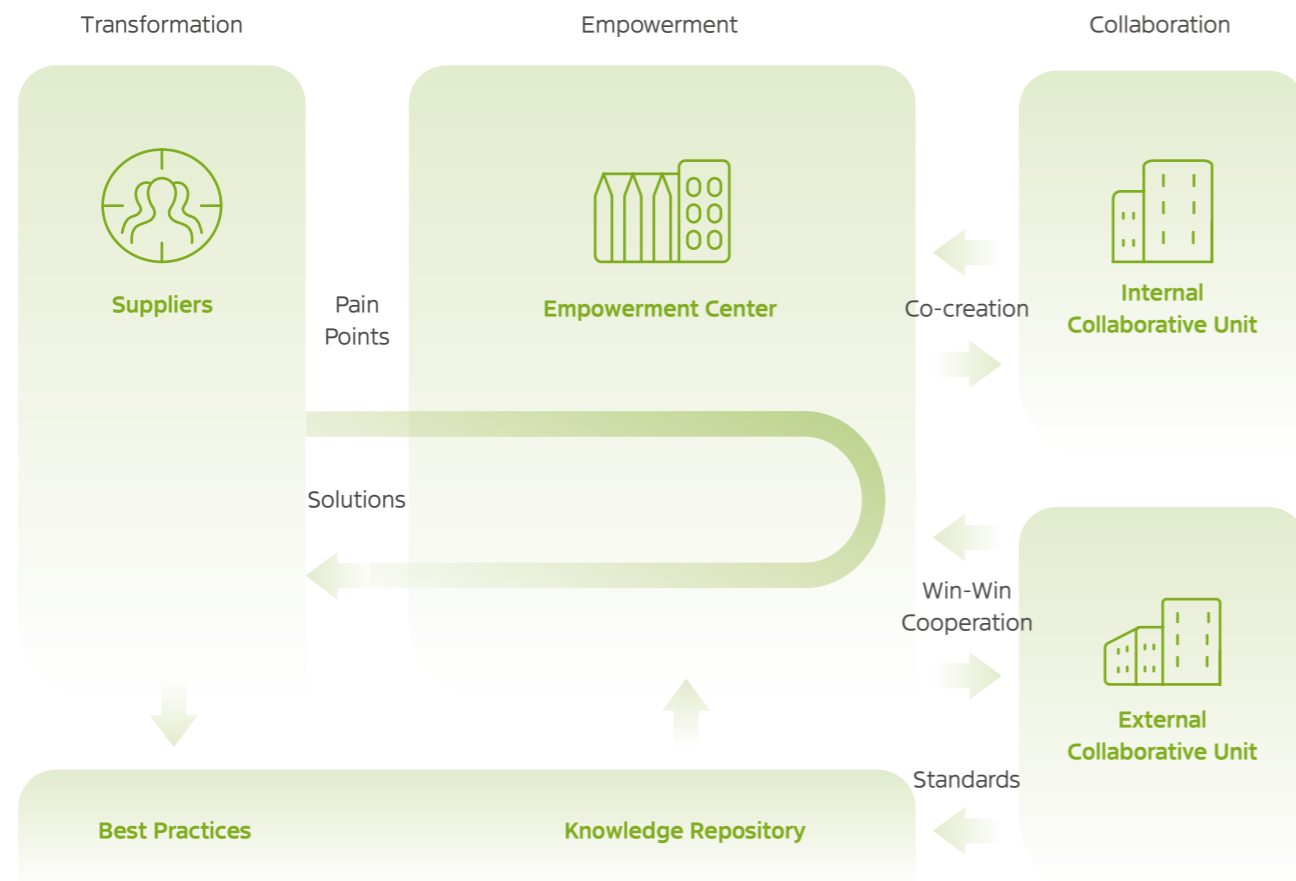 Transformation
Empowerment
Collaboration
Suppliers
Pain
Points
Solutions
Empowerment Center
Co-creation
Internal
Collaborative Unit
Win-Win
Cooperation
External
Collaborative Unit
Standards
Best Practices
Knowledge Repository